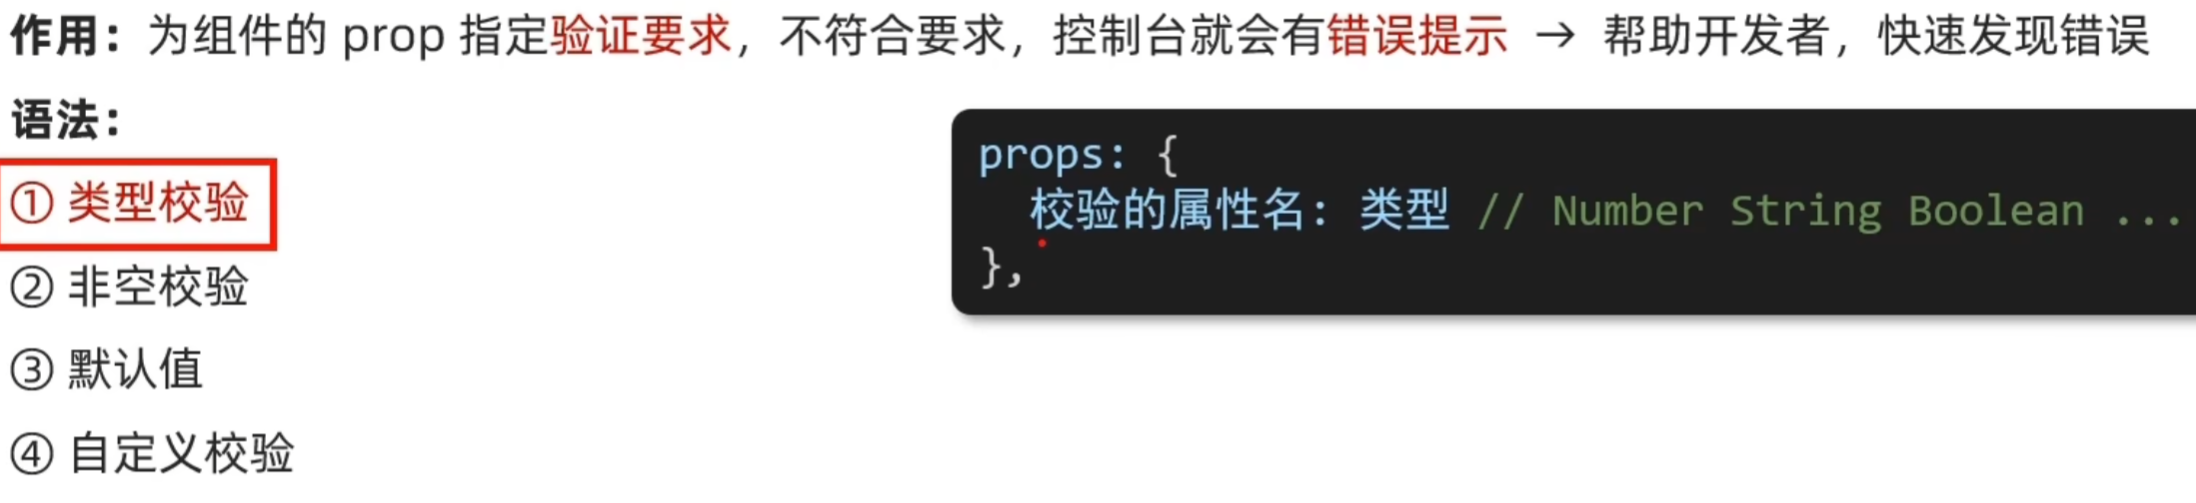 作用：为组件的 prop 指定验证要求，不符合要求，控制台就会有错误提示 → 帮助开发者，快速发现错误
语法：
① 类型校验
② 非空校验
③ 默认值
④ 自定义校验
props: {
校验的属性名: 类型 // Number String Boolean ...
},